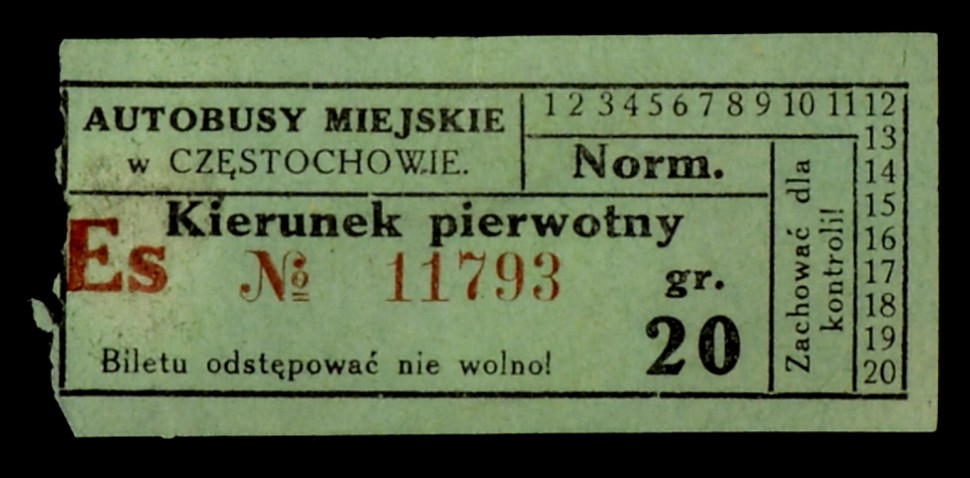 AUTOBUSY MIEJSKIE
w CZĘSTOCHOWIE.
1 2 3 4 5 6 7 8 9 10 11 12
13
14
15
16
17
18
19
20
Norm.
Kierunek pierwotny
Es № 11793
gr.
20
Biletu odstępować nie wolno!
Zachować dla
kontroli!